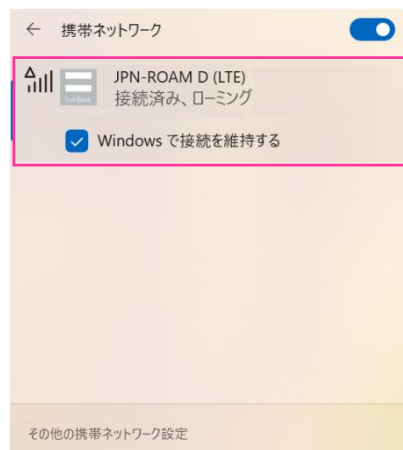 ← 携帯ネットワーク
JPN-ROAM D (LTE)
SoftBank
接続済み、ローミング
Windows で接続を維持する
その他の携帯ネットワーク設定